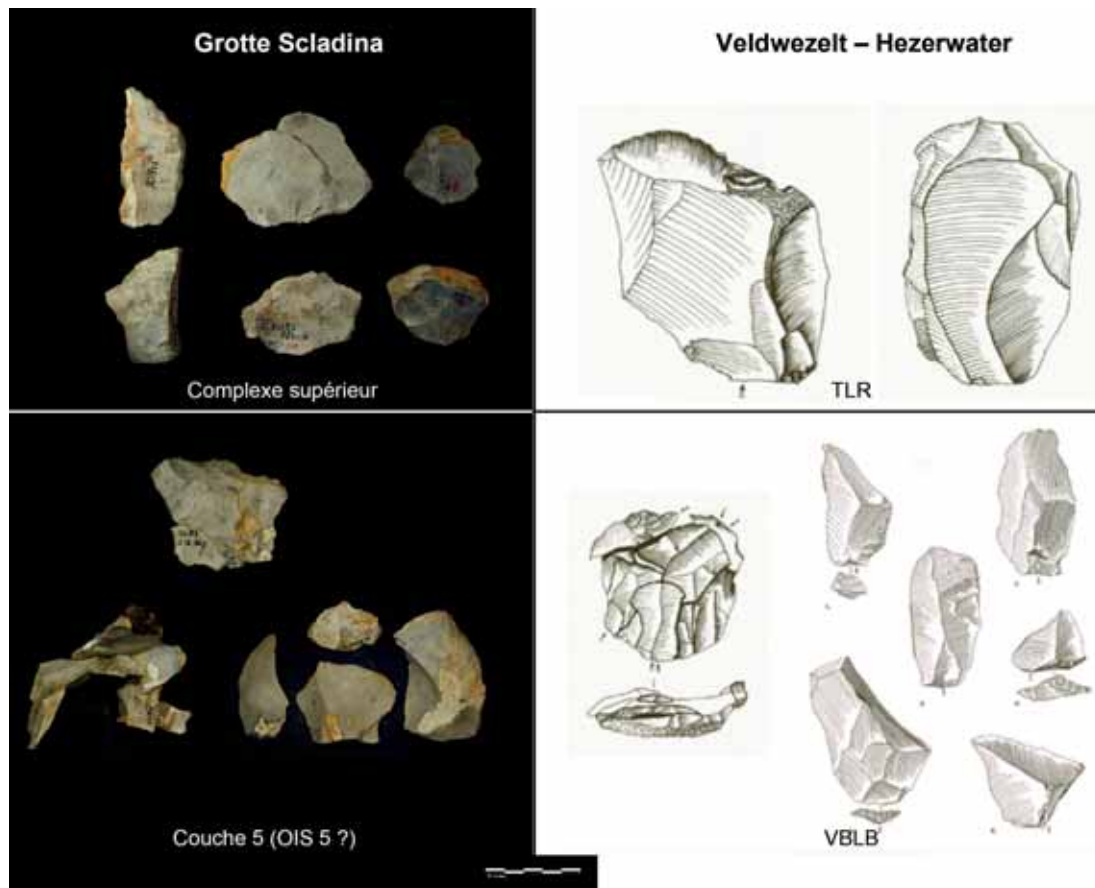 Grotte Scladina
Veldwezelt – Hezerwater
Complexe supérieur
TLR
Couche 5 (OIS 5 ?)
VBLB